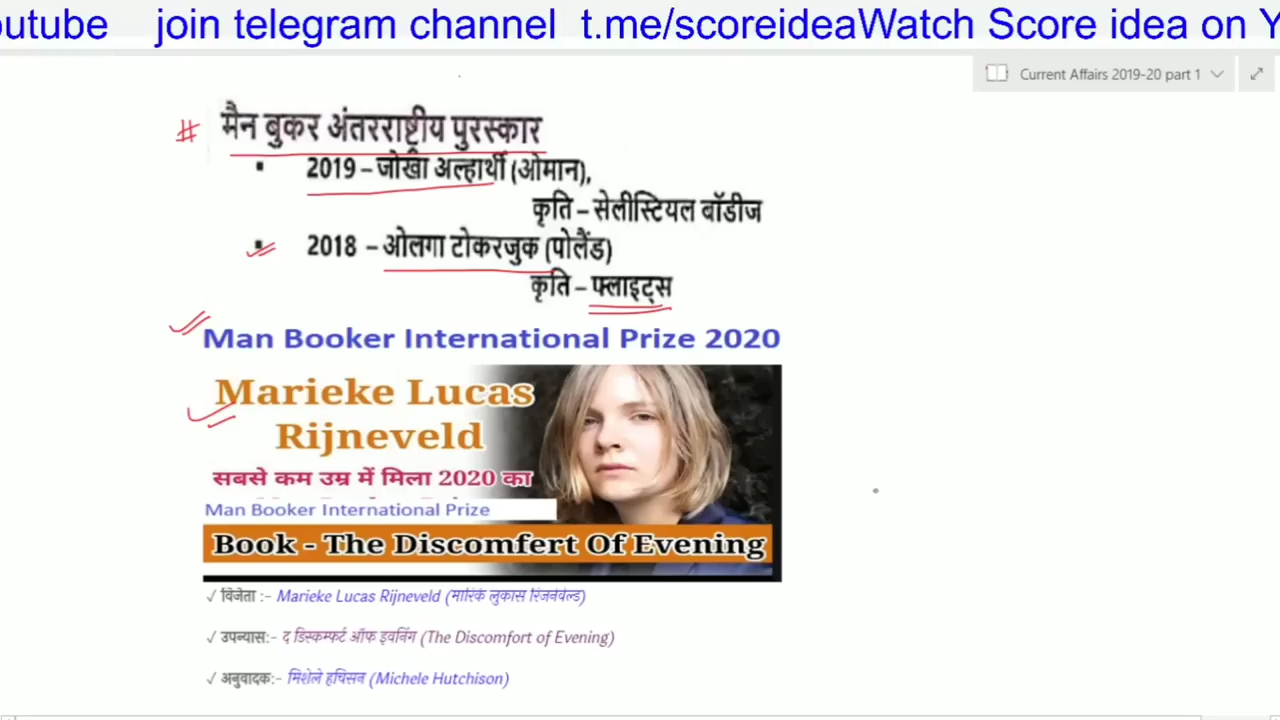 outube join telegram channel t.me/scoreideaWatch Score idea on Y
Current Affairs 2019-20 part 1
# मैन बुकर अंतरराष्ट्रीय पुरस्कार
2019 – जोखा अल्हार्थी (ओमान),
कृति – सेलीस्टियल बॉडीज
2018 – ओलगा टोकरजुक (पोलैंड)
कृति – फ्लाइट्स
Man Booker International Prize 2020
Marieke Lucas
Rijneveld
सबसे कम उम्र में मिला 2020 का
Man Booker International Prize
Book - The Discomfert Of Evening
✓ विजेता :- Marieke Lucas Rijneveld (मारिके लुकास रिजनेवेल्ड)
✓ उपन्यास:- द डिस्कम्फर्ट ऑफ इवनिंग (The Discomfort of Evening)
✓ अनुवादक:- मिशेले हचिसन (Michele Hutchison)